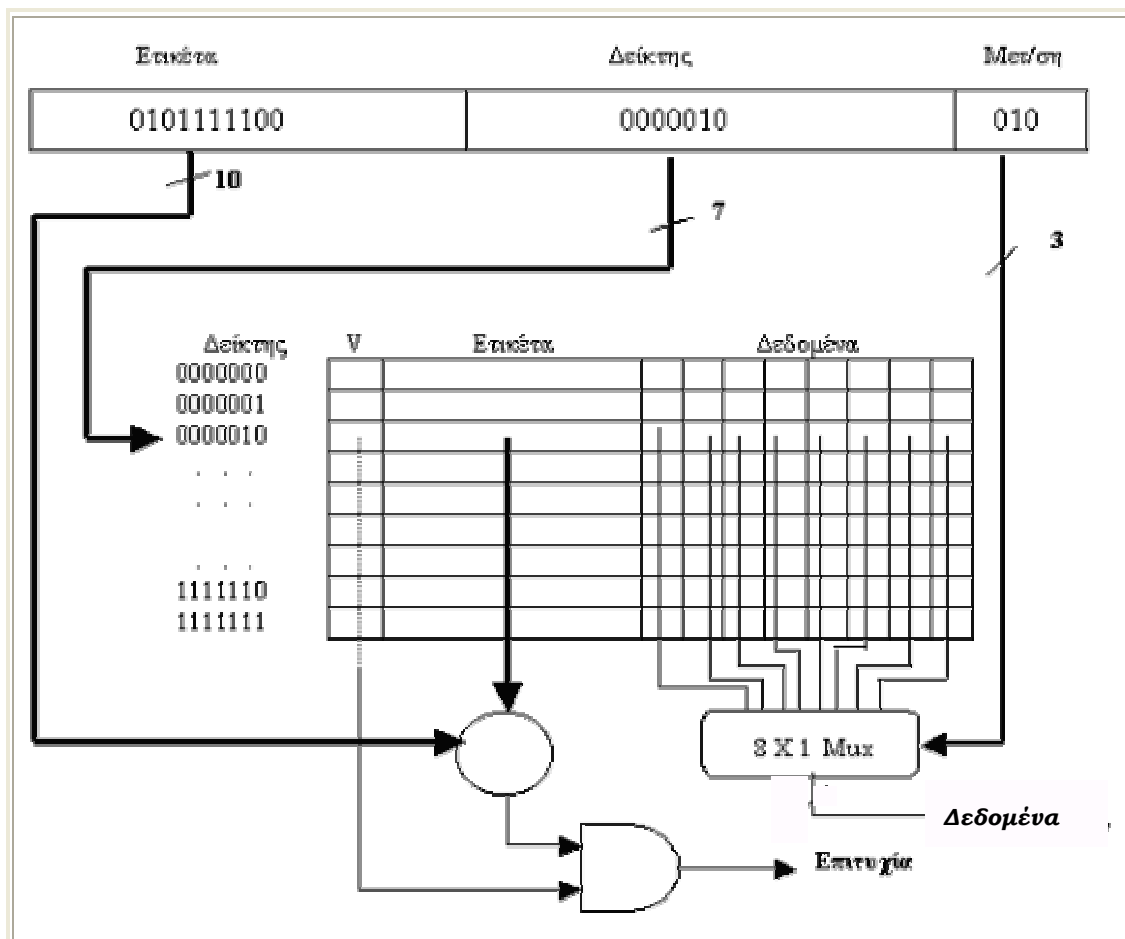 Ετικέτα Δείκτης Μετ/ση
0101111100 0000010 010
10
7
3
Δείκτης V Ετικέτα Δεδομένα
0000000
0000001
0000010
. . .
. . .
. . .
1111110
1111111
8 X 1 Mux
Δεδομένα
Επιτυχία